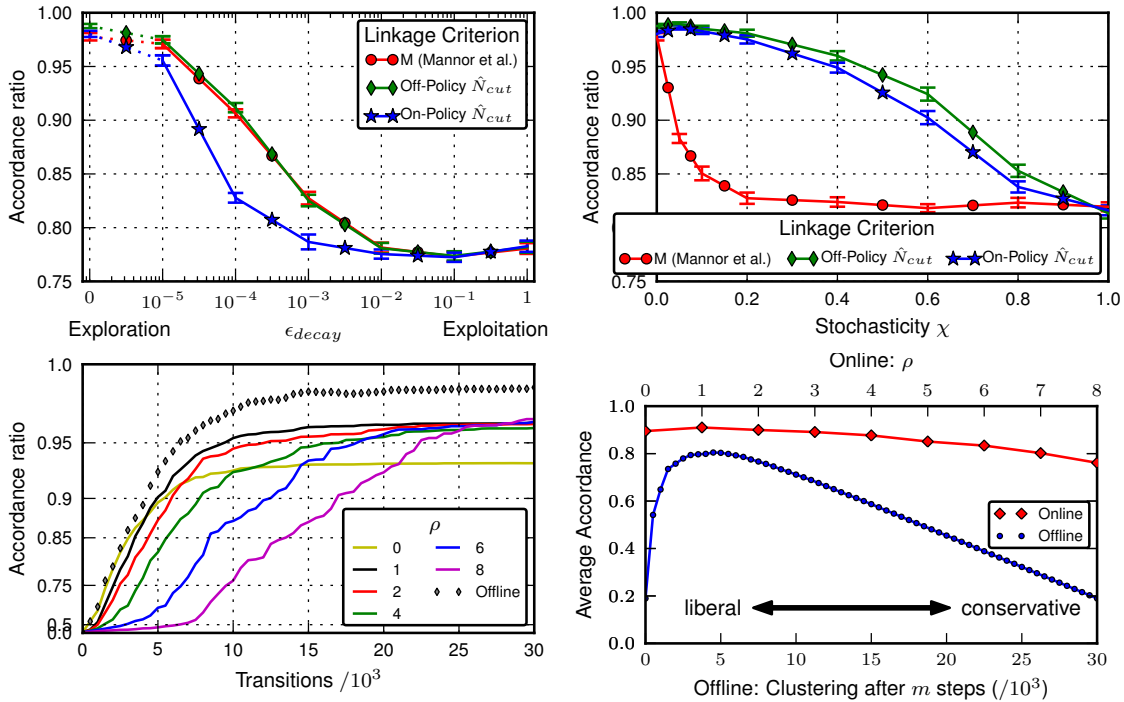 1.00
0.95
0.90
0.85
0.80
0.75
Accordance ratio
Linkage Criterion
M (Mannor et al.)
Off-Policy N̂cut
On-Policy N̂cut
0 10⁻⁵ 10⁻⁴ 10⁻³ 10⁻² 10⁻¹ 1
Exploration ϵdecay Exploitation
1.00
0.95
0.90
0.85
0.80
0.75
Accordance ratio
Linkage Criterion
M (Mannor et al.) Off-Policy N̂cut On-Policy N̂cut
0.0 0.2 0.4 0.6 0.8 1.0
Stochasticity χ
1.0
0.95
0.9
0.85
0.75
0.5
0.0
Accordance ratio
ρ
0 6
1 8
2 Offline
4
0 5 10 15 20 25 30
Transitions /10³
Online: ρ
0 1 2 3 4 5 6 7 8
1.0
0.8
0.6
0.4
0.2
0.0
Average Accordance
Online
Offline
liberal conservative
0 5 10 15 20 25 30
Offline: Clustering after m steps (/10³)